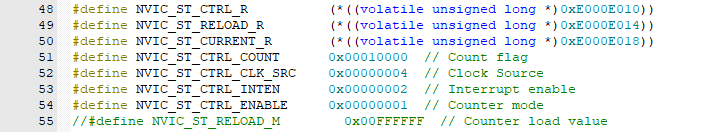 48 #define NVIC_ST_CTRL_R (*((volatile unsigned long *)0xE000E010))
49 #define NVIC_ST_RELOAD_R (*((volatile unsigned long *)0xE000E014))
50 #define NVIC_ST_CURRENT_R (*((volatile unsigned long *)0xE000E018))
51 #define NVIC_ST_CTRL_COUNT 0x00010000 // Count flag
52 #define NVIC_ST_CTRL_CLK_SRC 0x00000004 // Clock Source
53 #define NVIC_ST_CTRL_INTEN 0x00000002 // Interrupt enable
54 #define NVIC_ST_CTRL_ENABLE 0x00000001 // Counter mode
55 //#define NVIC_ST_RELOAD_M 0x00FFFFFF // Counter load value